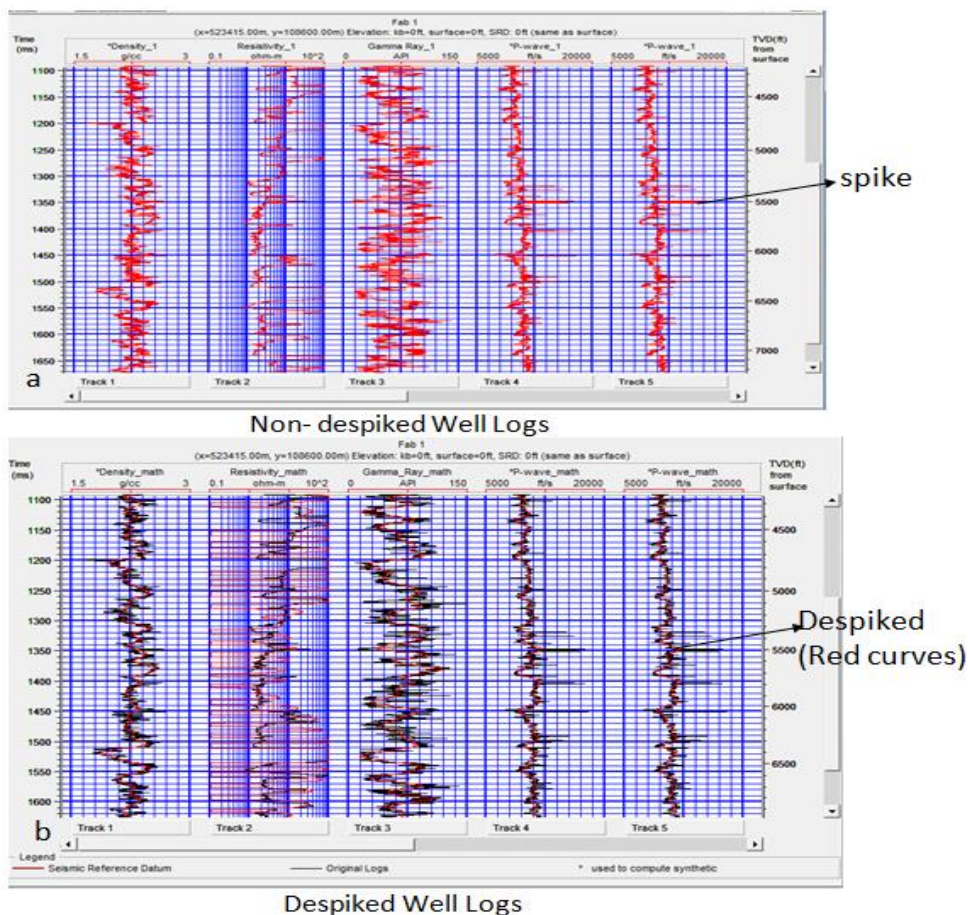 Fab 1
(x=523415.00m, y=108600.00m) Elevation: kb=0ft, surface=0ft, SRD: 0ft (same as surface)
Time (ms)
*Density_1 Resistivity_1 Gamma Ray_1 *P-wave_1 *P-wave_1
TVD(ft) from surface
1.5 g/cc 3 0.1 ohm-m 10^2 0 API 150 5000 ft/s 20000 5000 ft/s 20000
1100
1150
4500
1200
1250
5000
1300
spike
1350
5500
1400
1450
6000
1500
6500
1550
1600
1650
7000
a
Track 1 Track 2 Track 3 Track 4 Track 5
Non- despiked Well Logs
Fab 1
(x=523415.00m, y=108600.00m) Elevation: kb=0ft, surface=0ft, SRD: 0ft (same as surface)
Time (ms)
*Density_math Resistivity_math Gamma_Ray_math *P-wave_math *P-wave_math
TVD(ft) from surface
1.5 g/cc 3 0.1 ohm-m 10^2 0 API 150 5000 ft/s 20000 5000 ft/s 20000
1100
4500
1150
1200
1250
5000
1300
Despiked
(Red curves)
1350
5500
1400
1450
6000
1500
6500
1550
1600
b
Track 1 Track 2 Track 3 Track 4 Track 5
Legend
Seismic Reference Datum Original Logs * used to compute synthetic
Despiked Well Logs